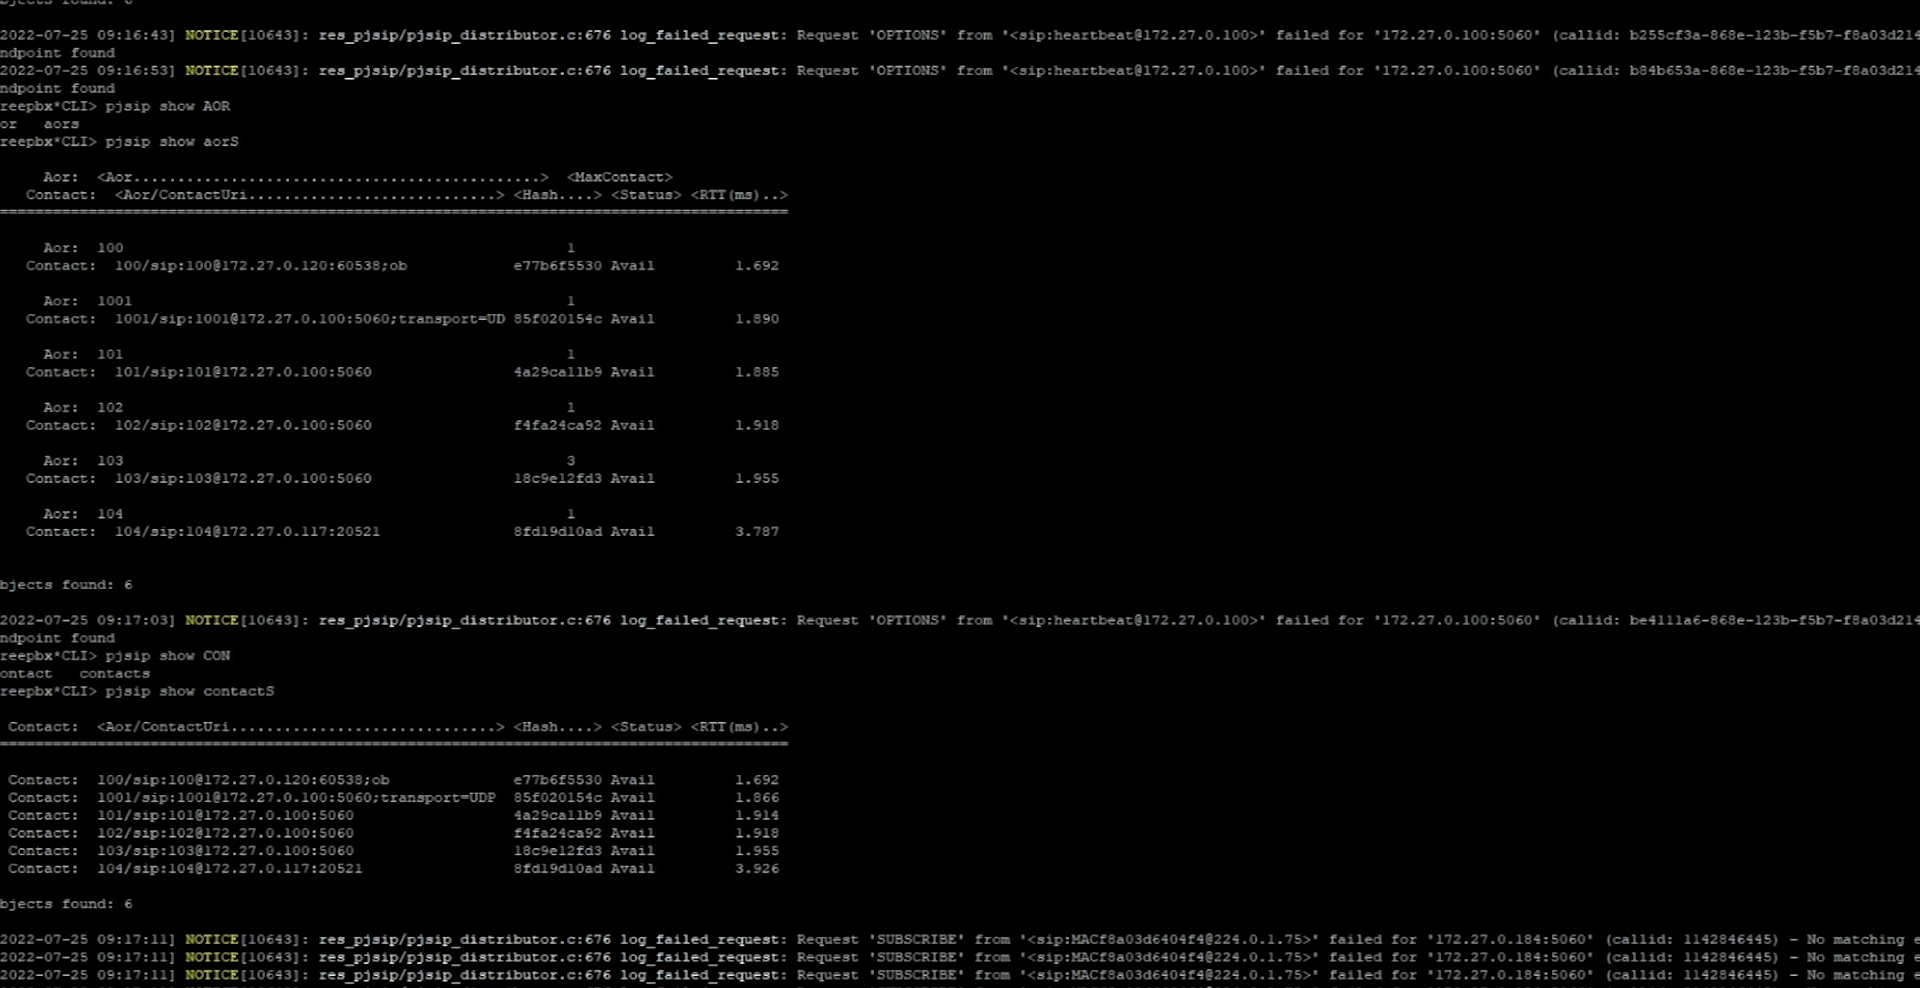 bjects found: 6
2022-07-25 09:16:43] NOTICE[10643]: res_pjsip/pjsip_distributor.c:676 log_failed_request: Request 'OPTIONS' from '<sip:heartbeat@172.27.0.100>' failed for '172.27.0.100:5060' (callid: b255cf3a-868e-123b-f5b7-f8a03d214
ndpoint found
2022-07-25 09:16:53] NOTICE[10643]: res_pjsip/pjsip_distributor.c:676 log_failed_request: Request 'OPTIONS' from '<sip:heartbeat@172.27.0.100>' failed for '172.27.0.100:5060' (callid: b84b653a-868e-123b-f5b7-f8a03d214
ndpoint found
reepbx*CLI> pjsip show AOR
or   aors
reepbx*CLI> pjsip show aorS
Aor:  <Aor..............................................>  <MaxContact>
Contact:  <Aor/ContactUri............................> <Hash....> <Status> <RTT(ms)..>
==========================================================================================
Aor:  100                                                  1
Contact:  100/sip:100@172.27.0.120:60538;ob            e77b6f5530 Avail         1.692
Aor:  1001                                                 1
Contact:  1001/sip:1001@172.27.0.100:5060;transport=UD 85f020154c Avail         1.890
Aor:  101                                                  1
Contact:  101/sip:101@172.27.0.100:5060                4a29ca11b9 Avail         1.885
Aor:  102                                                  1
Contact:  102/sip:102@172.27.0.100:5060                f4fa24ca92 Avail         1.918
Aor:  103                                                  3
Contact:  103/sip:103@172.27.0.100:5060                18c9e12fd3 Avail         1.955
Aor:  104                                                  1
Contact:  104/sip:104@172.27.0.117:20521               8fd19d10ad Avail         3.787
bjects found: 6
2022-07-25 09:17:03] NOTICE[10643]: res_pjsip/pjsip_distributor.c:676 log_failed_request: Request 'OPTIONS' from '<sip:heartbeat@172.27.0.100>' failed for '172.27.0.100:5060' (callid: be4111a6-868e-123b-f5b7-f8a03d214
ndpoint found
reepbx*CLI> pjsip show CON
ontact   contacts
reepbx*CLI> pjsip show contactS
Contact:  <Aor/ContactUri..............................> <Hash....> <Status> <RTT(ms)..>
==========================================================================================
Contact:  100/sip:100@172.27.0.120:60538;ob              e77b6f5530 Avail         1.692
Contact:  1001/sip:1001@172.27.0.100:5060;transport=UDP  85f020154c Avail         1.866
Contact:  101/sip:101@172.27.0.100:5060                  4a29ca11b9 Avail         1.914
Contact:  102/sip:102@172.27.0.100:5060                  f4fa24ca92 Avail         1.918
Contact:  103/sip:103@172.27.0.100:5060                  18c9e12fd3 Avail         1.955
Contact:  104/sip:104@172.27.0.117:20521                 8fd19d10ad Avail         3.926
bjects found: 6
2022-07-25 09:17:11] NOTICE[10643]: res_pjsip/pjsip_distributor.c:676 log_failed_request: Request 'SUBSCRIBE' from '<sip:MACf8a03d6404f4@224.0.1.75>' failed for '172.27.0.184:5060' (callid: 1142846445) - No matching e
2022-07-25 09:17:11] NOTICE[10643]: res_pjsip/pjsip_distributor.c:676 log_failed_request: Request 'SUBSCRIBE' from '<sip:MACf8a03d6404f4@224.0.1.75>' failed for '172.27.0.184:5060' (callid: 1142846445) - No matching e
2022-07-25 09:17:11] NOTICE[10643]: res_pjsip/pjsip_distributor.c:676 log_failed_request: Request 'SUBSCRIBE' from '<sip:MACf8a03d6404f4@224.0.1.75>' failed for '172.27.0.184:5060' (callid: 1142846445) - No matching e